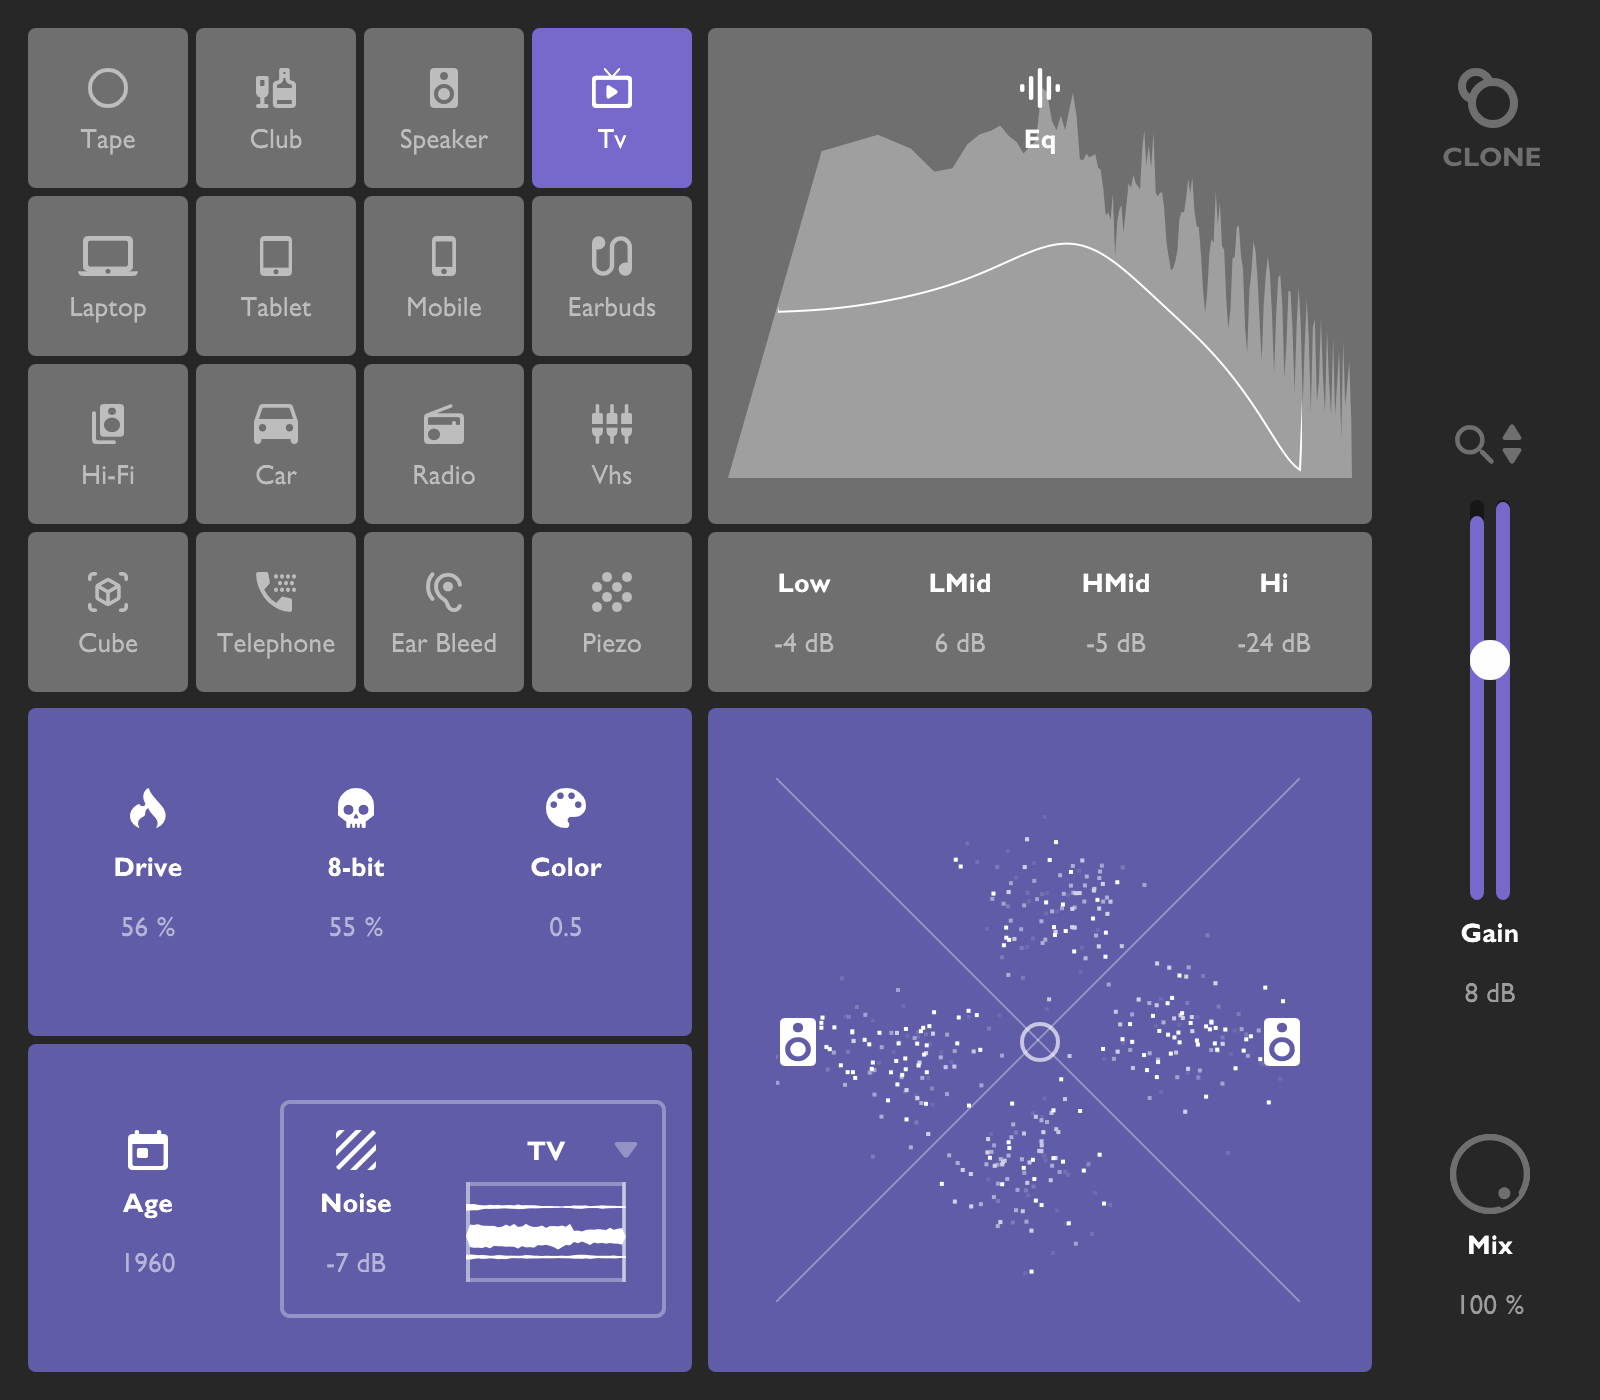 Tape
Club
Speaker
Tv
Eq
CLONE
Laptop
Tablet
Mobile
Earbuds
Hi-Fi
Car
Radio
Vhs
Cube
Telephone
Ear Bleed
Piezo
Low
LMid
HMid
Hi
-4 dB
6 dB
-5 dB
-24 dB
Drive
8-bit
Color
56 %
55 %
0.5
Gain
8 dB
Age
1960
Noise
-7 dB
TV
Mix
100 %